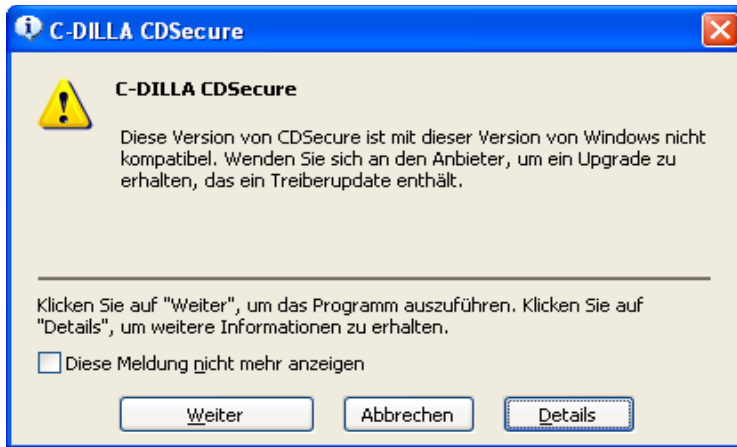 C-DILLA CDSecure
C-DILLA CDSecure
Diese Version von CDSecure ist mit dieser Version von Windows nicht
kompatibel. Wenden Sie sich an den Anbieter, um ein Upgrade zu
erhalten, das ein Treiberupdate enthält.
Klicken Sie auf "Weiter", um das Programm auszuführen. Klicken Sie auf
"Details", um weitere Informationen zu erhalten.
Diese Meldung nicht mehr anzeigen
Weiter Abbrechen Details